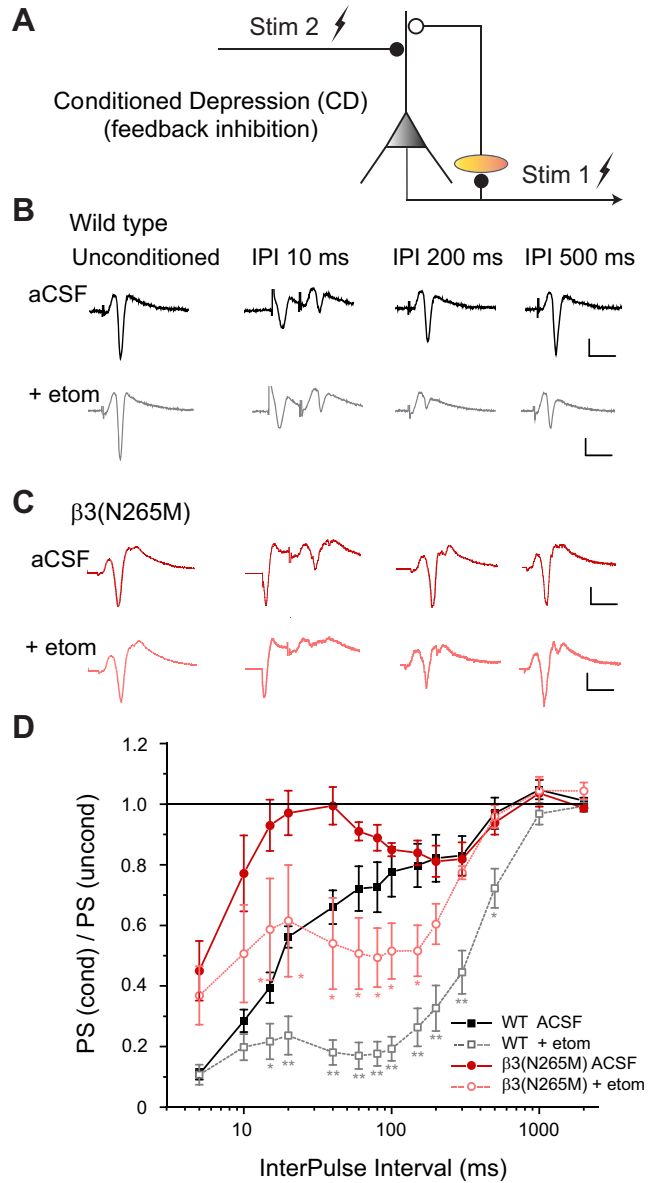 A
Stim 2
Conditioned Depression (CD)
(feedback inhibition)
Stim 1
B
Wild type
Unconditioned IPI 10 ms IPI 200 ms IPI 500 ms
aCSF
+ etom
C
β3(N265M)
aCSF
+ etom
D
1.2
1.0
0.8
0.6
0.4
0.2
0
PS (cond) / PS (uncond)
* *
* * * * *
* ** ** ** ** ** ** ** ** *
WT ACSF
WT + etom
β3(N265M) ACSF
β3(N265M) + etom
10 100 1000
InterPulse Interval (ms)